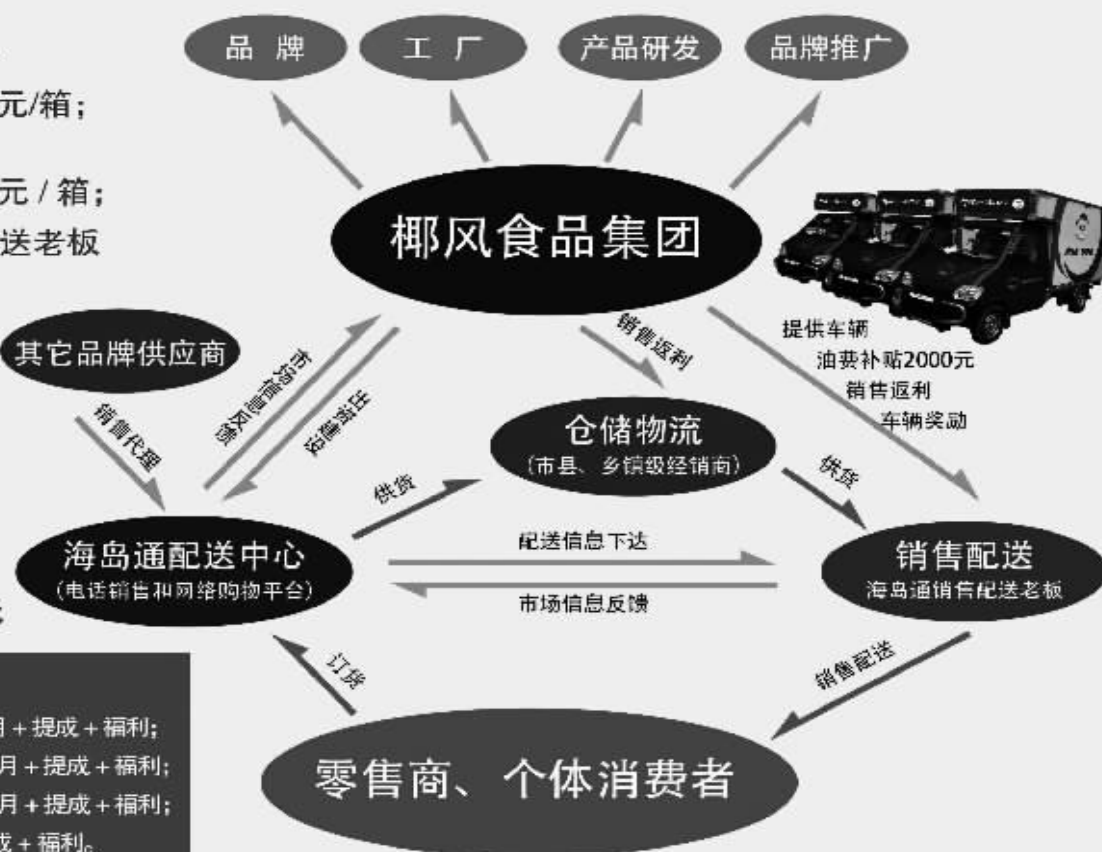 品 牌
工 厂
产品研发
品牌推广
元/箱；
元 / 箱；
送老板
椰风食品集团
提供车辆
油费补贴2000元
销售返利
车辆奖励
其它品牌供应商
市场信息反馈
出资建设
销售返利
销售代理
仓储物流
（市县、乡镇级经销商）
供货
供货
海岛通配送中心
（电话销售和网络购物平台）
配送信息下达
市场信息反馈
销售配送
海岛通销售配送老板
订货
销售配送
零售商、个体消费者
月 + 提成 + 福利；
月 + 提成 + 福利；
月 + 提成 + 福利；
成 + 福利。